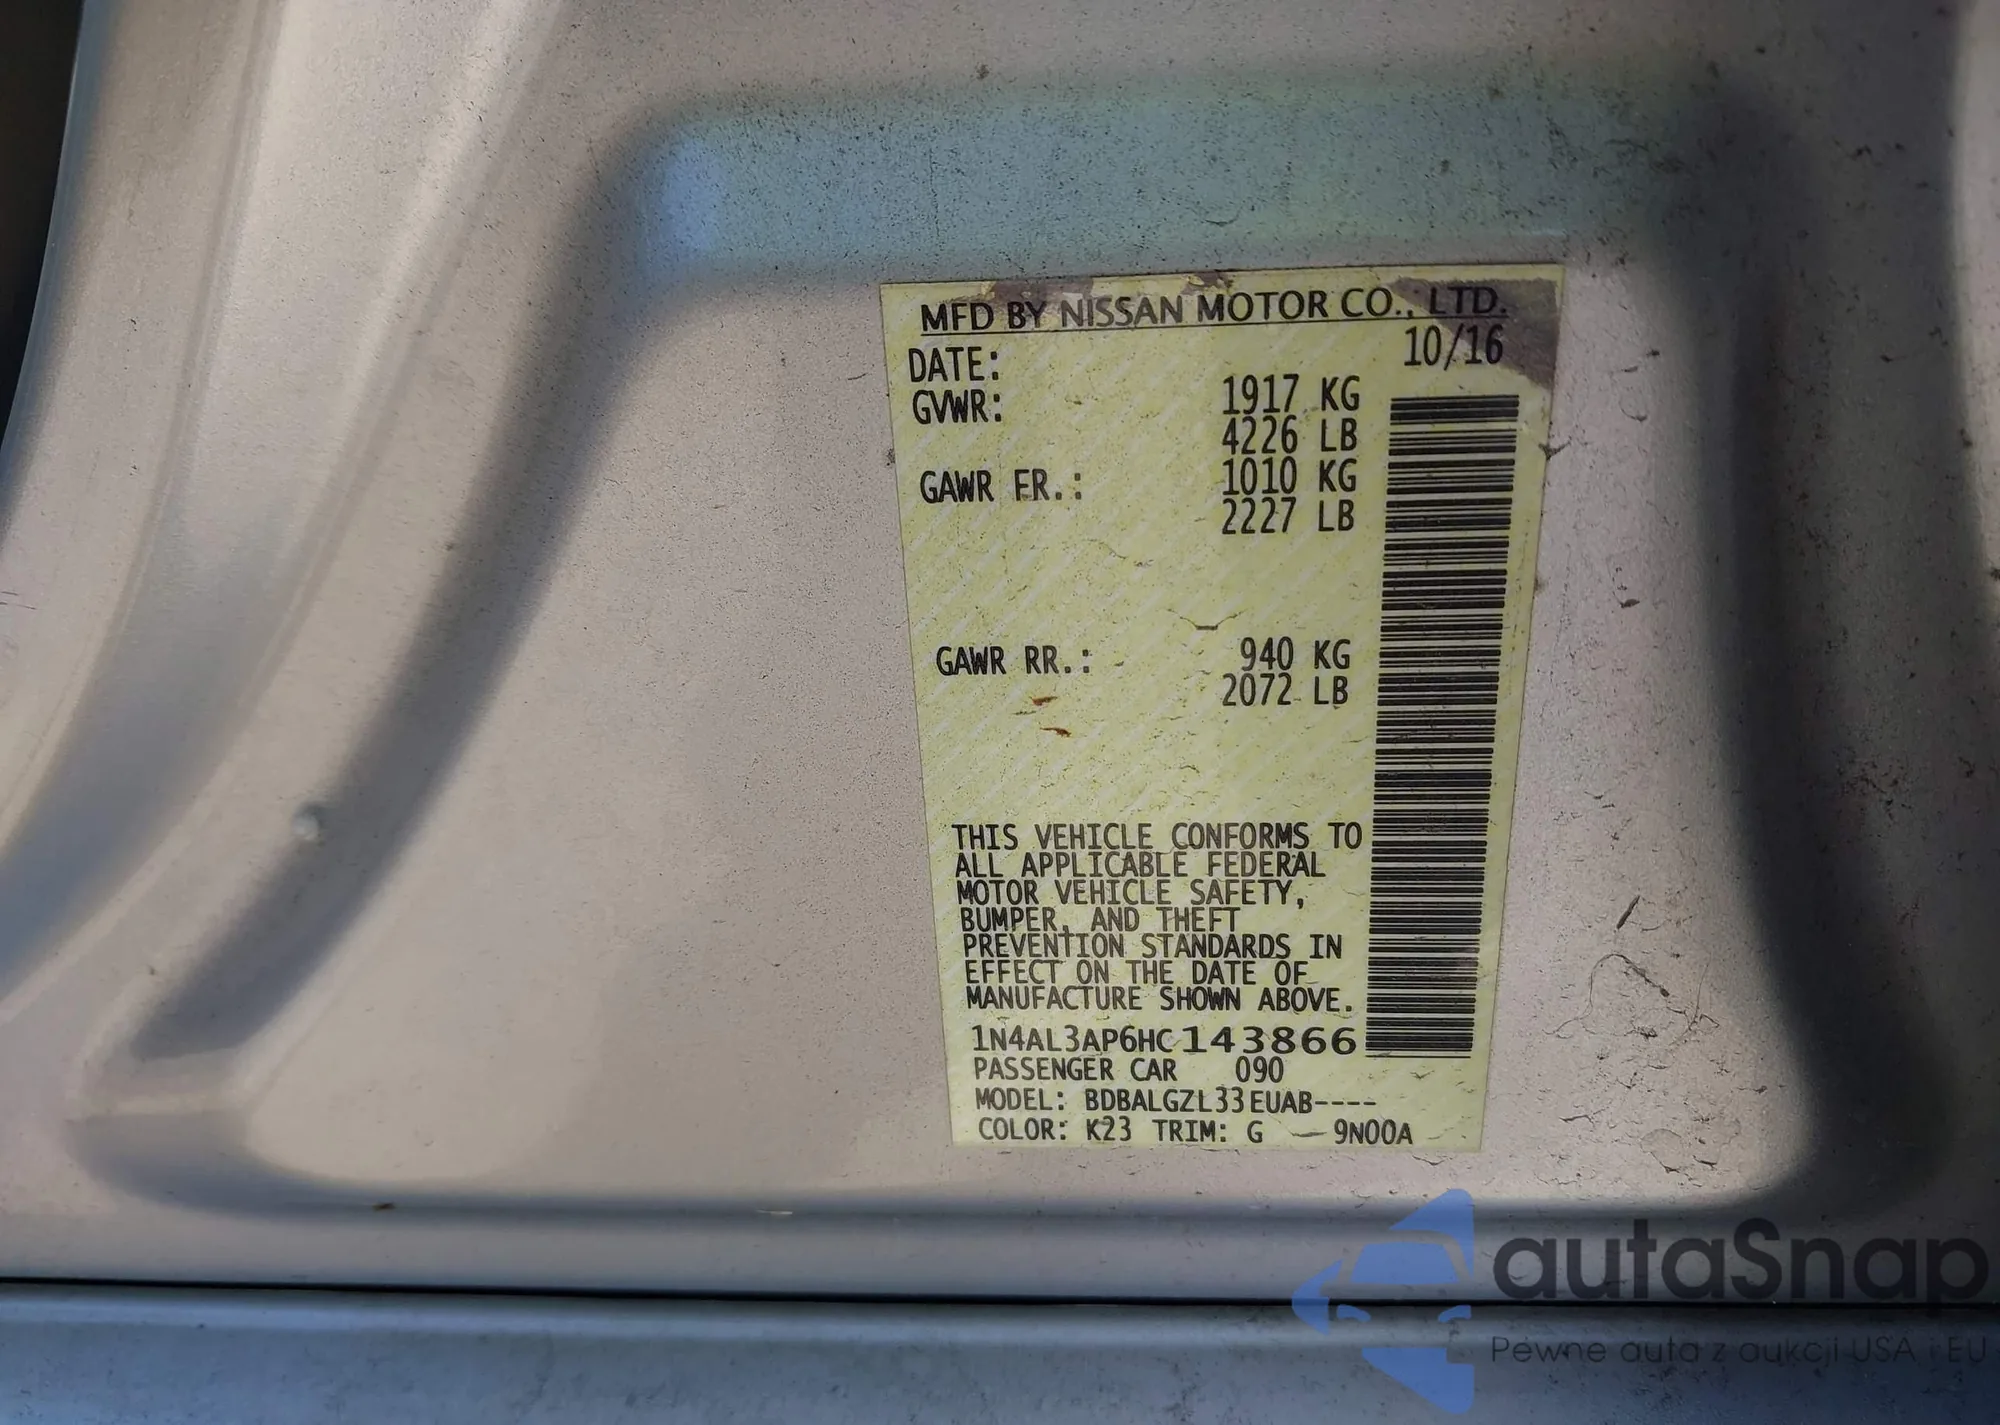 MFD BY NISSAN MOTOR CO., LTD.
DATE: 10/16
GVWR: 1917 KG
4226 LB
GAWR FR.: 1010 KG
2227 LB
GAWR RR.: 940 KG
2072 LB
THIS VEHICLE CONFORMS TO
ALL APPLICABLE FEDERAL
MOTOR VEHICLE SAFETY,
BUMPER, AND THEFT
PREVENTION STANDARDS IN
EFFECT ON THE DATE OF
MANUFACTURE SHOWN ABOVE.
1N4AL3AP6HC143866
PASSENGER CAR 090
MODEL: BDBALGZL33EUAB----
COLOR: K23 TRIM: G — 9N00A
autaSnap
Pewne auta z aukcji USA i EU